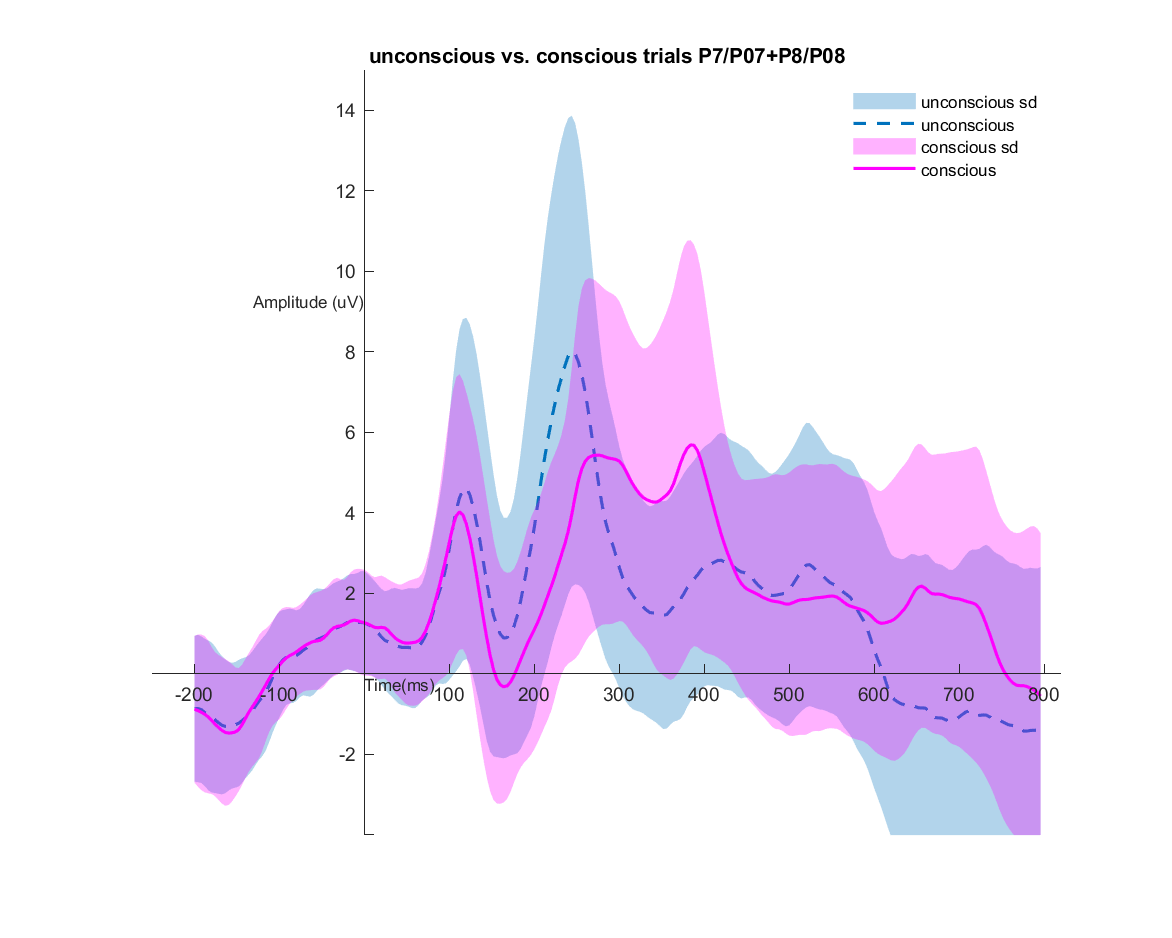 unconscious vs. conscious trials P7/P07+P8/P08
unconscious sd
unconscious
conscious sd
conscious
14
12
10
Amplitude (uV)
8
6
4
2
Time(ms)
-200 -100 100 200 300 400 500 600 700 800
-2